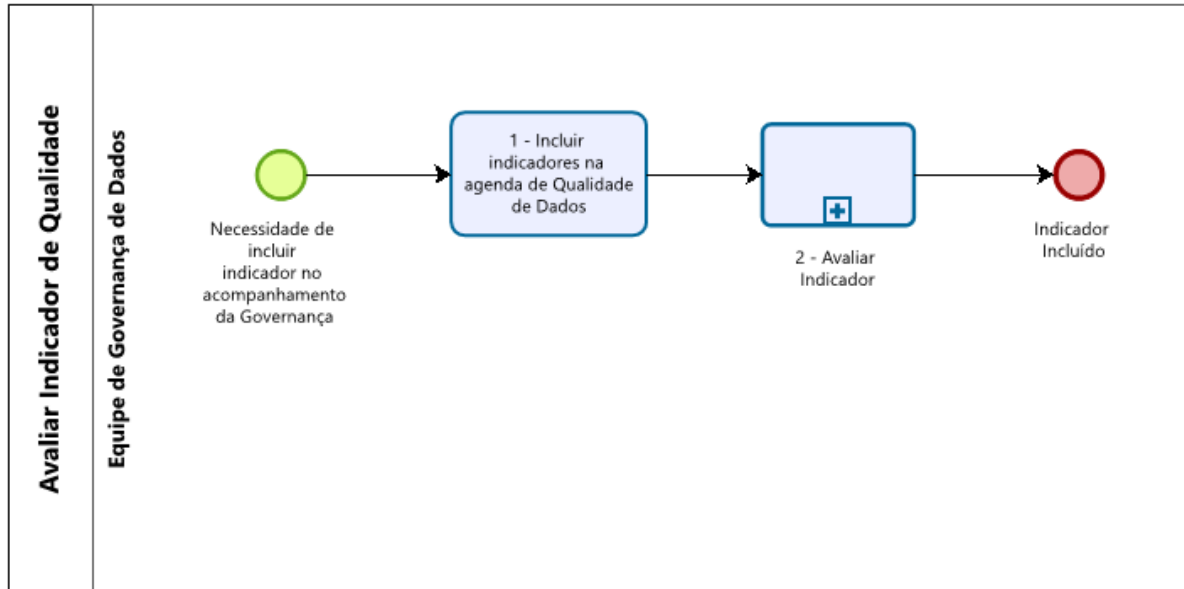 Avaliar Indicador de Qualidade
Equipe de Governança de Dados
Necessidade de
incluir
indicador no
acompanhamento
da Governança
1 - Incluir
indicadores na
agenda de Qualidade
de Dados
2 - Avaliar
Indicador
Indicador
Incluído